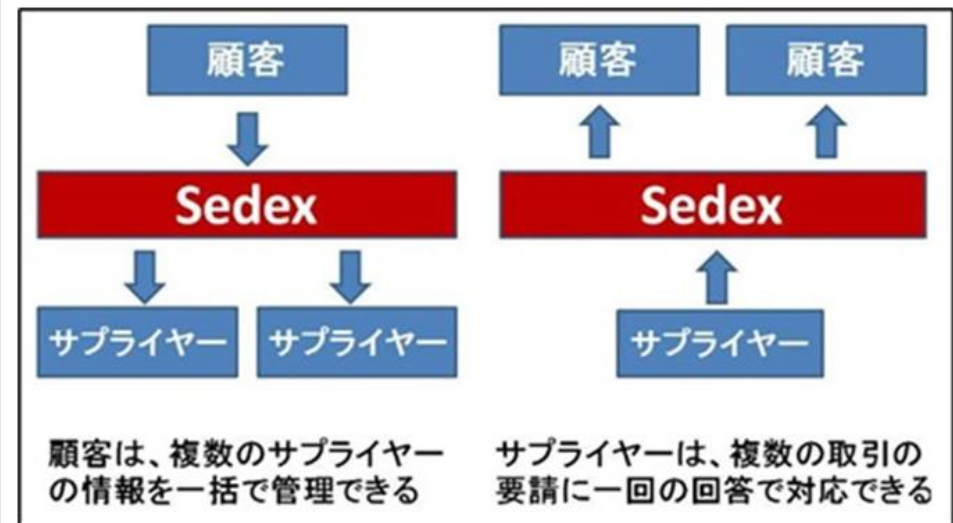 顧客
Sedex
サプライヤー
サプライヤー
顧客は、複数のサプライヤー
の情報を一括で管理できる
顧客
顧客
Sedex
サプライヤー
サプライヤーは、複数の取引の
要請に一回の回答で対応できる